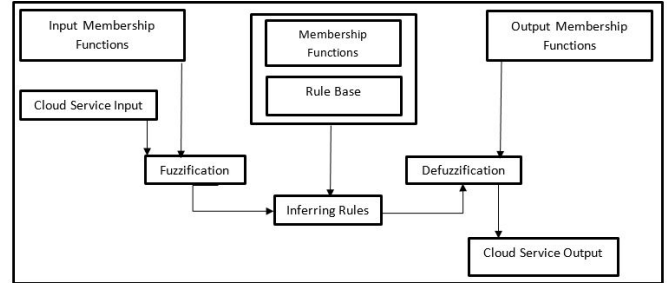 Input Membership
Functions
Membership
Functions
Output Membership
Functions
Rule Base
Cloud Service Input
Fuzzification
Defuzzification
Inferring Rules
Cloud Service Output